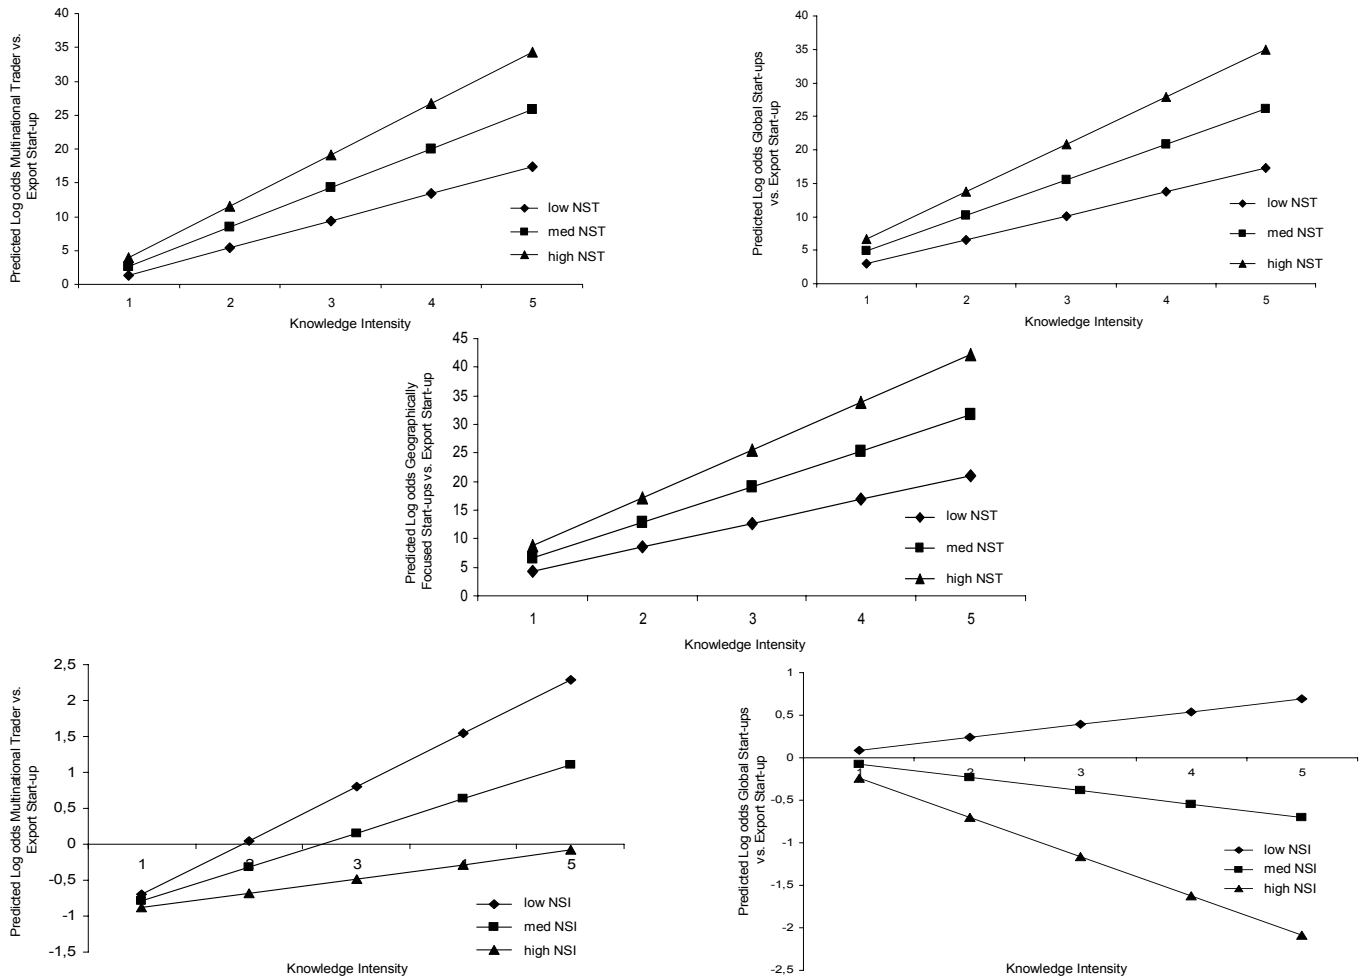 Predicted Log odds Multinational Trader vs.
Export Start-up
40
35
30
25
20
15
10
5
0
1 2 3 4 5
Knowledge Intensity
low NST
med NST
high NST
Predicted Log odds Global Start-ups
vs. Export Start-up
40
35
30
25
20
15
10
5
0
1 2 3 4 5
Knowledge Intensity
low NST
med NST
high NST
Predicted Log odds Geographically
Focused Start-ups vs. Export Start-up
45
40
35
30
25
20
15
10
5
0
1 2 3 4 5
Knowledge Intensity
low NST
med NST
high NST
Predicted Log odds Multinational Trader vs.
Export Start-up
2,5
2
1,5
1
0,5
0
-0,5
-1
-1,5
1 2 3 4 5
Knowledge Intensity
low NSI
med NSI
high NSI
Predicted Log odds Global Start-ups
vs. Export Start-up
1
0,5
0
-0,5
-1
-1,5
-2
-2,5
1 2 3 4 5
Knowledge Intensity
low NSI
med NSI
high NSI